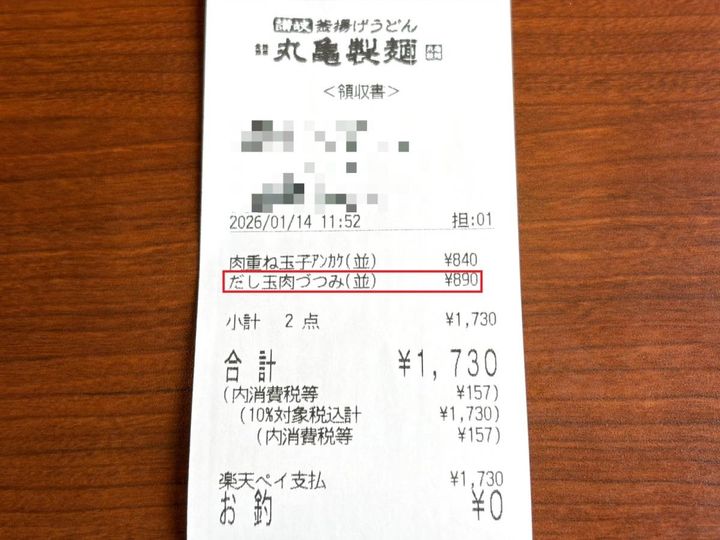 讃岐 釜揚げうどん
丸亀製麺
<領収書>
2026/01/14 11:52 担:01
肉重ね玉子ｱﾝｶｹ(並) ¥840
だし玉肉づつみ(並) ¥890
小計 2点 ¥1,730
合計 ¥1,730
(内消費税等 ¥157)
(10%対象税込計 ¥1,730)
(内消費税等 ¥157)
楽天ペイ支払 ¥1,730
お釣 ¥0